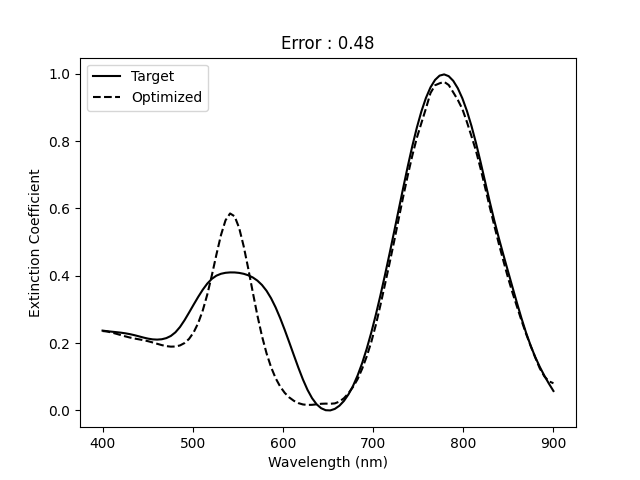 Error : 0.48
Target
Optimized
Extinction Coefficient
1.0
0.8
0.6
0.4
0.2
0.0
400 500 600 700 800 900
Wavelength (nm)